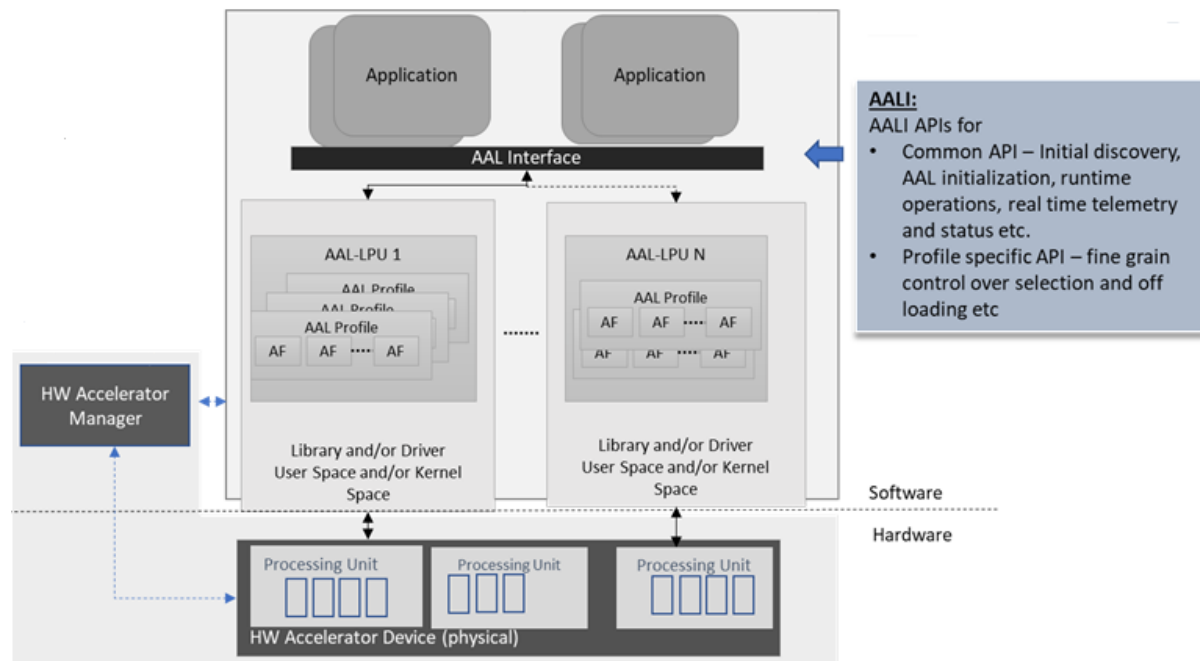 Application
Application
AAL Interface
AALI:
AALI APIs for
• Common API – Initial discovery,
AAL initialization, runtime
operations, real time telemetry
and status etc.
• Profile specific API – fine grain
control over selection and off
loading etc
AAL-LPU 1
AAL Profile
AAL Profile
AAL Profile
AF AF ····· AF
········
AAL-LPU N
AAL Profile
AF AF ····· AF
AF AF ····· AF
HW Accelerator
Manager
Library and/or Driver
User Space and/or Kernel
Space
Library and/or Driver
User Space and/or Kernel
Space
Software
Hardware
Processing Unit
Processing Unit
Processing Unit
HW Accelerator Device (physical)